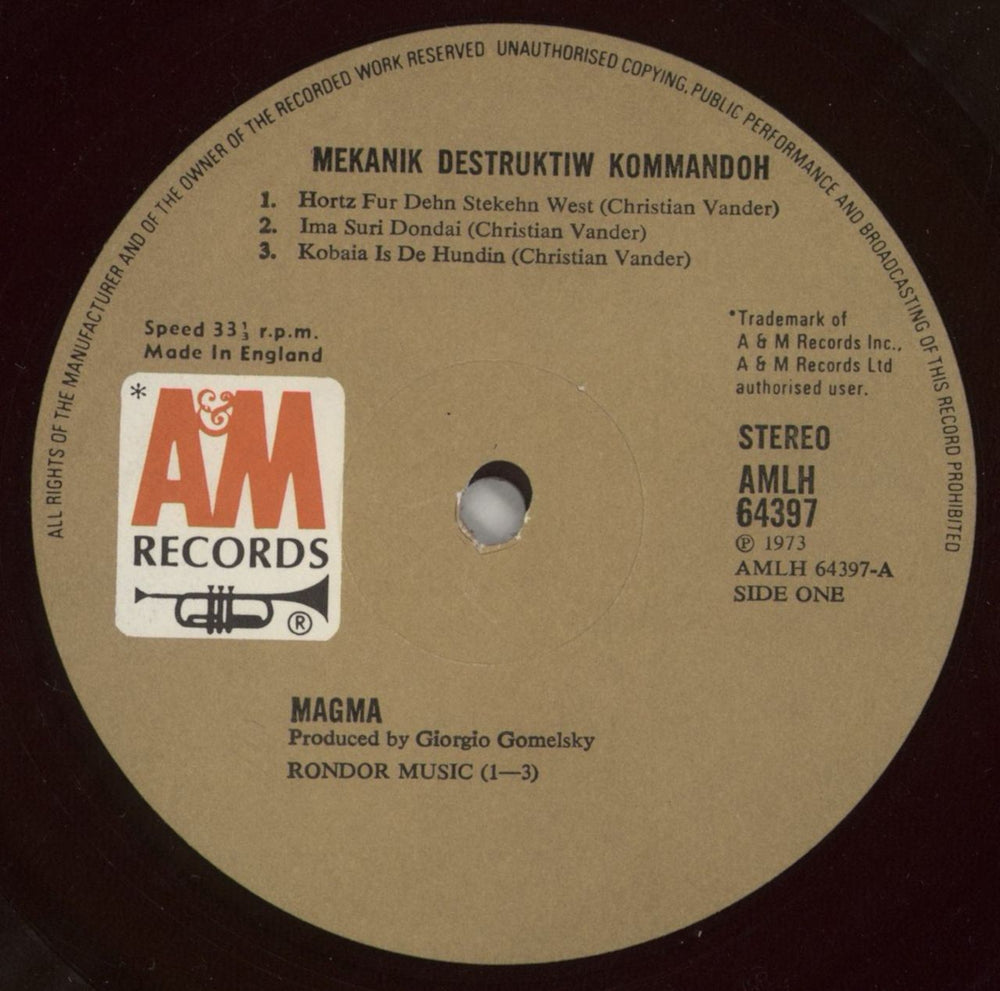 ALL RIGHTS OF THE MANUFACTURER AND OF THE OWNER OF THE RECORDED WORK RESERVED UNAUTHORISED COPYING, PUBLIC PERFORMANCE AND BROADCASTING OF THIS RECORD PROHIBITED
MEKANIK DESTRUKTIW KOMMANDOH
1. Hortz Fur Dehn Stekehn West (Christian Vander)
2. Ima Suri Dondai (Christian Vander)
3. Kobaia Is De Hundin (Christian Vander)
Speed 33⅓ r.p.m.
Made In England
*
A&M
RECORDS
®
*Trademark of
A & M Records Inc.,
A & M Records Ltd
authorised user.
STEREO
AMLH
64397
℗ 1973
AMLH 64397-A
SIDE ONE
MAGMA
Produced by Giorgio Gomelsky
RONDOR MUSIC (1—3)